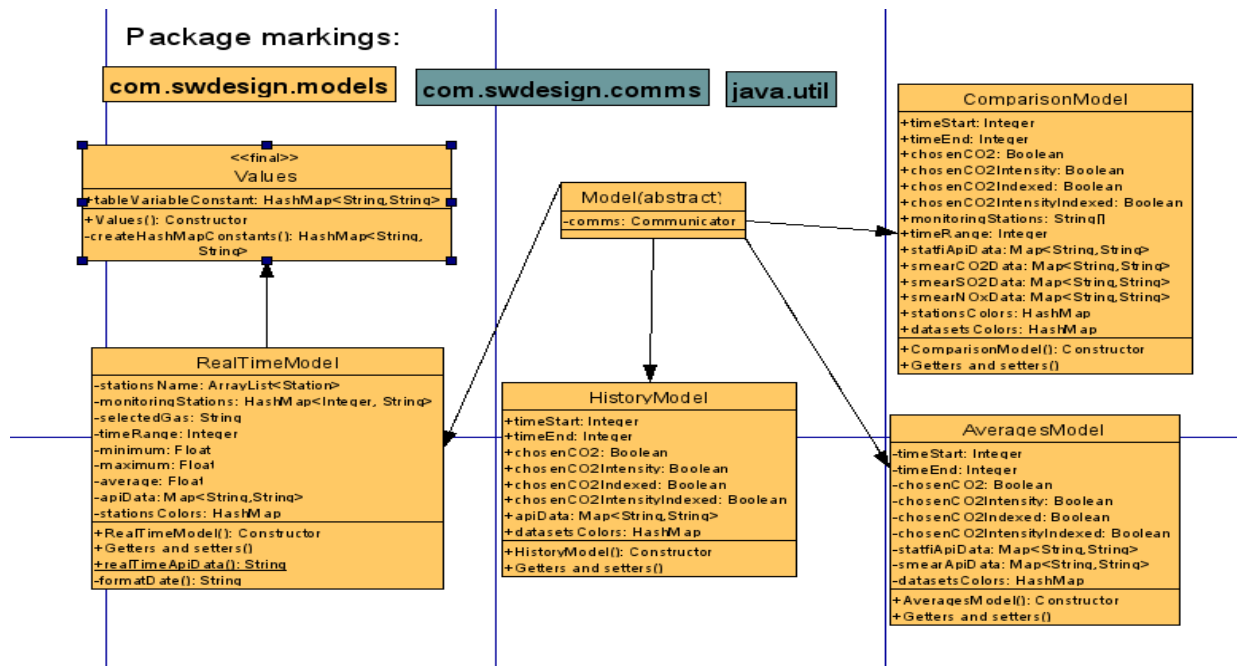 Package markings:
com.swdesign.models
com.swdesign.comms
java.util
<<final>>
Values
+tableVariableConstant: HashMap<String,String>
+Values(): Constructor
-createHashMapConstants(): HashMap<String,
String>
Model(abstract)
-comms: Communicator
ComparisonModel
+timeStart: Integer
+timeEnd: Integer
+chosenCO2: Boolean
+chosenCO2Intensity: Boolean
+chosenCO2Indexed: Boolean
+chosenCO2IntensityIndexed: Boolean
+monitoringStations: String[]
+timeRange: Integer
+statfiApiData: Map<String,String>
+smearCO2Data: Map<String,String>
+smearSO2Data: Map<String,String>
+smearNOxData: Map<String,String>
+stationsColors: HashMap
+datasetsColors: HashMap
+ComparisonModel(): Constructor
+Getters and setters()
RealTimeModel
-stationsName: ArrayList<Station>
-monitoringStations: HashMap<Integer, String>
-selectedGas: String
-timeRange: Integer
-minimum: Float
-maximum: Float
-average: Float
-apiData: Map<String,String>
-stationsColors: HashMap
+RealTimeModel(): Constructor
+Getters and setters()
+realTimeApiData(): String
-formatDate(): String
HistoryModel
+timeStart: Integer
+timeEnd: Integer
+chosenCO2: Boolean
+chosenCO2Intensity: Boolean
+chosenCO2Indexed: Boolean
+chosenCO2IntensityIndexed: Boolean
+apiData: Map<String,String>
+datasetsColors: HashMap
+HistoryModel(): Constructor
+Getters and setters()
AveragesModel
-timeStart: Integer
-timeEnd: Integer
-chosenCO2: Boolean
-chosenCO2Intensity: Boolean
-chosenCO2Indexed: Boolean
-chosenCO2IntensityIndexed: Boolean
-statfiApiData: Map<String,String>
-smearApiData: Map<String,String>
-datasetsColors: HashMap
+AveragesModel(): Constructor
+Getters and setters()